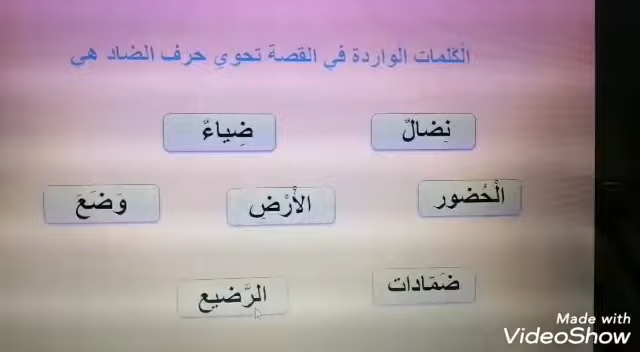 الكلمات الواردة في القصة تحوي حرف الضاد هي
نِضالٌ ضِياءٌ
الْحُضور الأَرْضِ وَضَعَ
ضَمّادات الرَّضيع
Made with
VideoShow